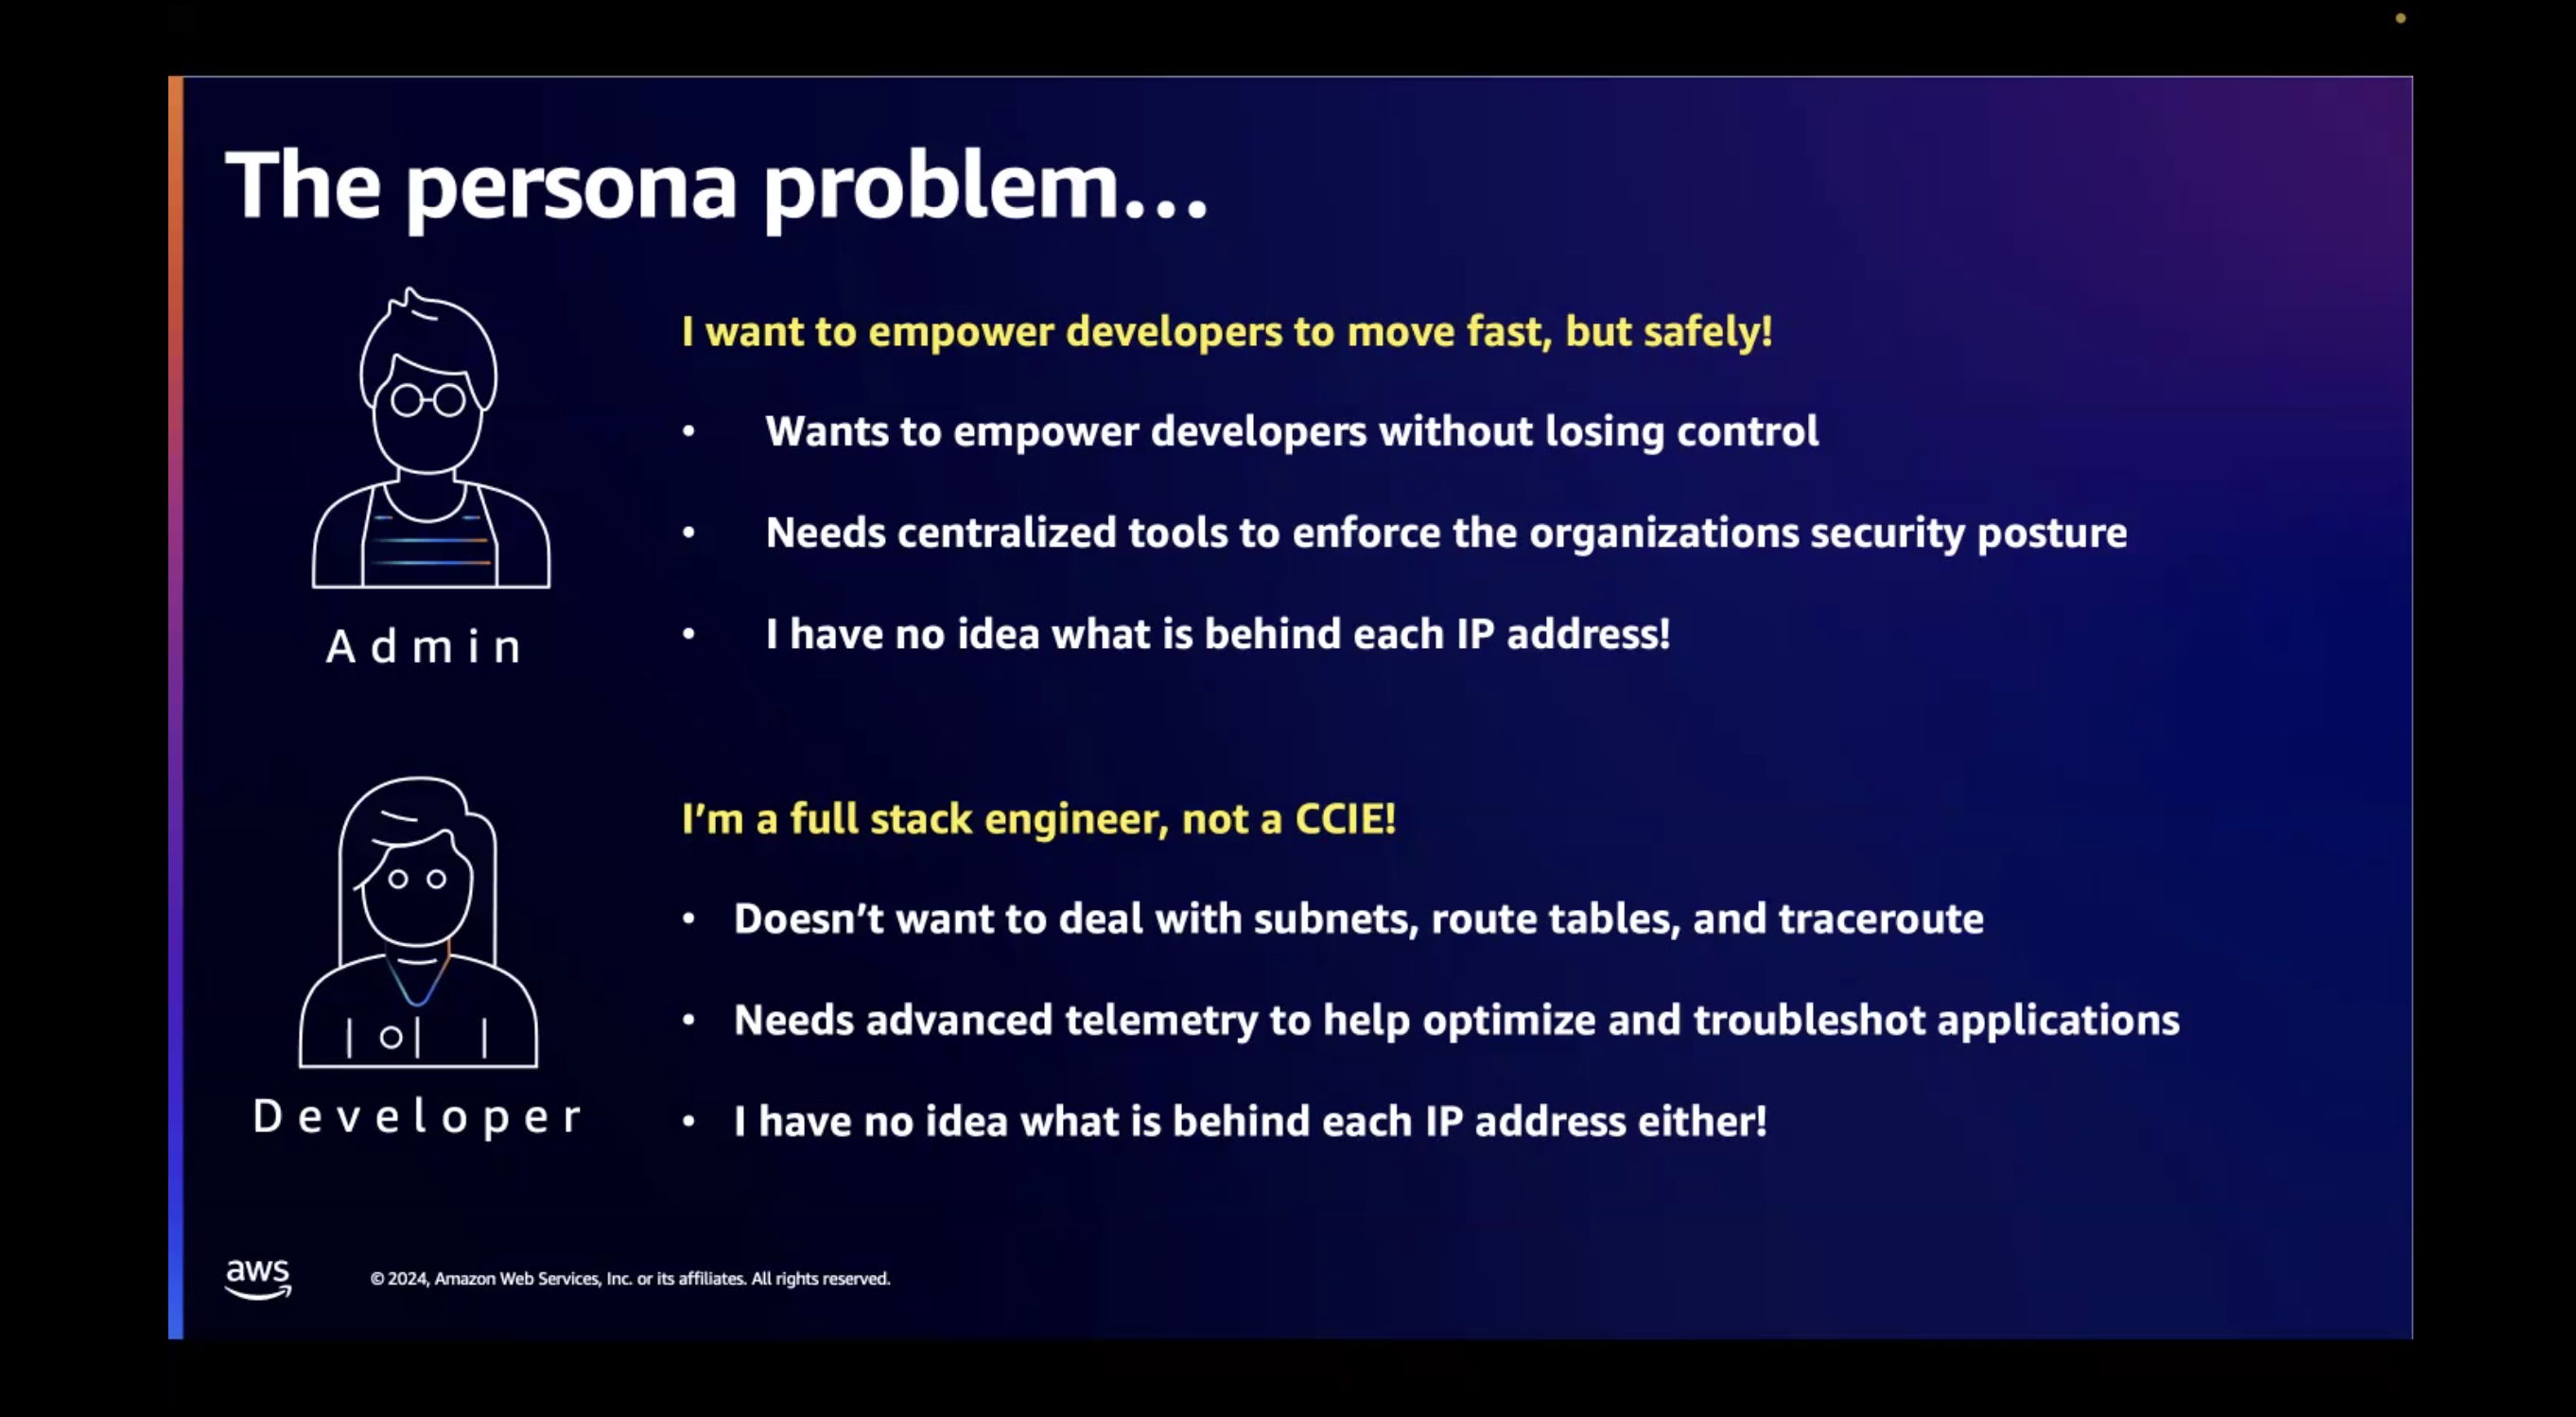 The persona problem...
I want to empower developers to move fast, but safely!
• Wants to empower developers without losing control
• Needs centralized tools to enforce the organizations security posture
• I have no idea what is behind each IP address!
Admin
I’m a full stack engineer, not a CCIE!
• Doesn’t want to deal with subnets, route tables, and traceroute
• Needs advanced telemetry to help optimize and troubleshot applications
• I have no idea what is behind each IP address either!
Developer
aws
© 2024, Amazon Web Services, Inc. or its affiliates. All rights reserved.